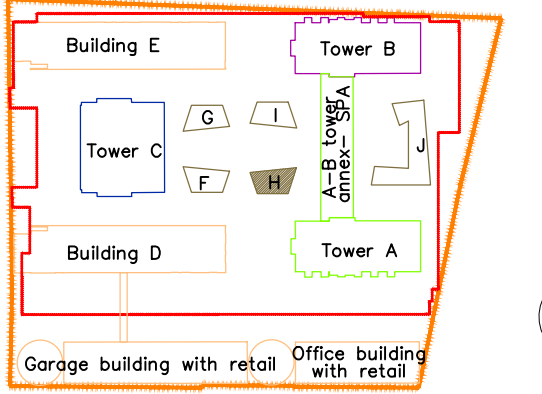 Building E
Tower B
G
I
A-B tower
annex- SPA
Tower C
J
F
H
Building D
Tower A
Garage building with retail
Office building
with retail